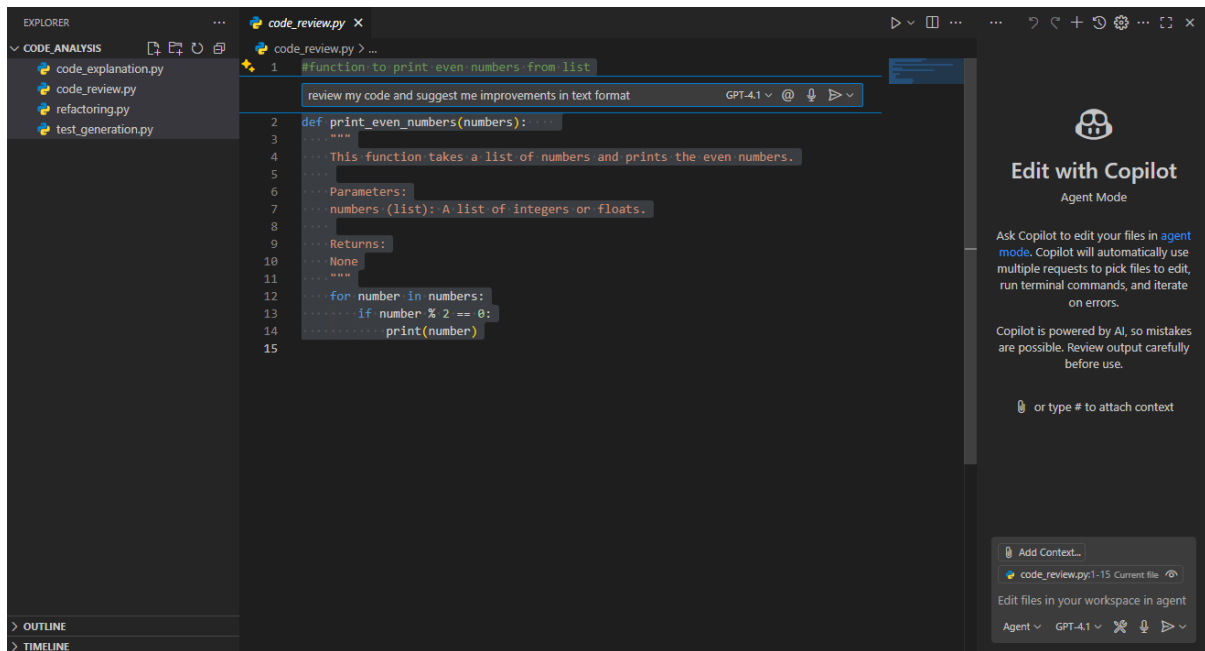 EXPLORER
CODE_ANALYSIS
code_explanation.py
code_review.py
refactoring.py
test_generation.py
OUTLINE
TIMELINE
code_review.py
code_review.py > ...
1 #function to print even numbers from list
review my code and suggest me improvements in text format GPT-4.1 @
2 def print_even_numbers(numbers):
3 """
4 This function takes a list of numbers and prints the even numbers.
5
6 Parameters:
7 numbers (list): A list of integers or floats.
8
9 Returns:
10 None
11 """
12 for number in numbers:
13 if number % 2 == 0:
14 print(number)
15
Edit with Copilot
Agent Mode
Ask Copilot to edit your files in agent
mode. Copilot will automatically use
multiple requests to pick files to edit,
run terminal commands, and iterate
on errors.
Copilot is powered by AI, so mistakes
are possible. Review output carefully
before use.
or type # to attach context
Add Context...
code_review.py:1-15 Current file
Edit files in your workspace in agent
Agent GPT-4.1